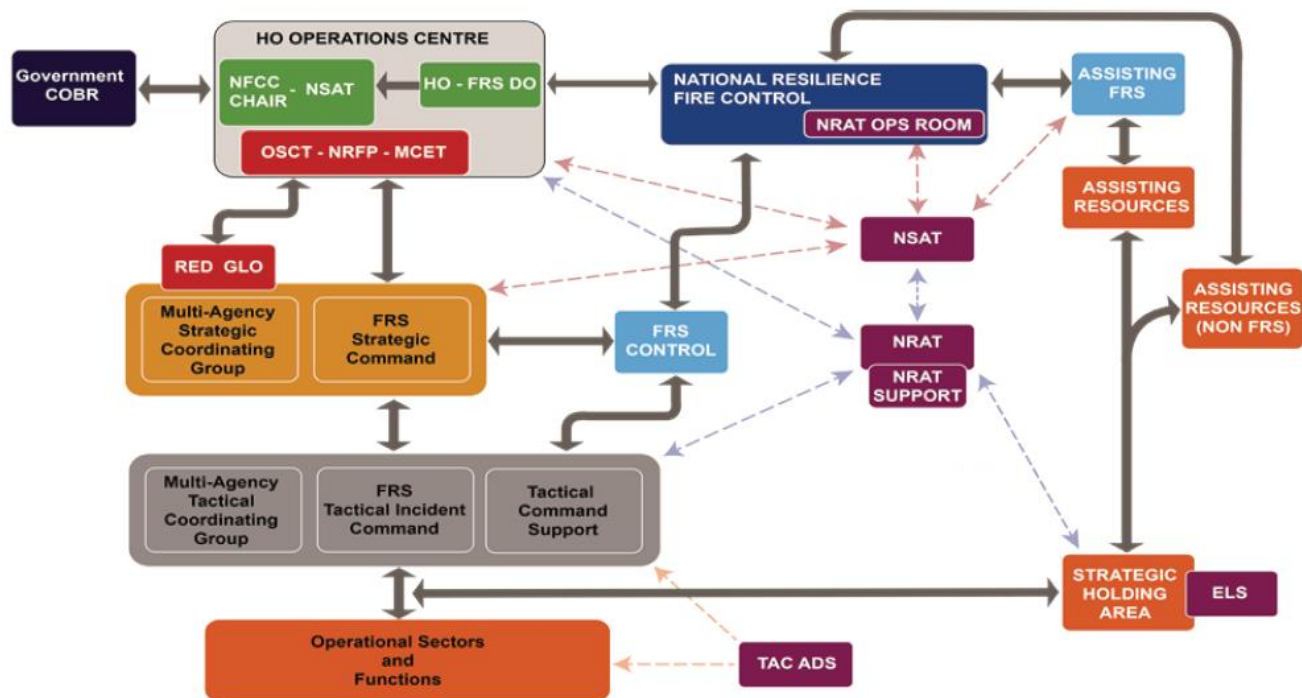 HO OPERATIONS CENTRE
Government
COBR
NFCC
CHAIR - NSAT
HO - FRS DO
OSCT - NRFP - MCET
NATIONAL RESILIENCE
FIRE CONTROL
NRAT OPS ROOM
ASSISTING
FRS
ASSISTING
RESOURCES
ASSISTING
RESOURCES
(NON FRS)
RED GLO
Multi-Agency
Strategic
Coordinating
Group
FRS
Strategic
Command
FRS
CONTROL
NSAT
NRAT
NRAT
SUPPORT
Multi-Agency
Tactical
Coordinating
Group
FRS
Tactical Incident
Command
Tactical
Command
Support
STRATEGIC
HOLDING
AREA
ELS
Operational Sectors
and
Functions
TAC ADS